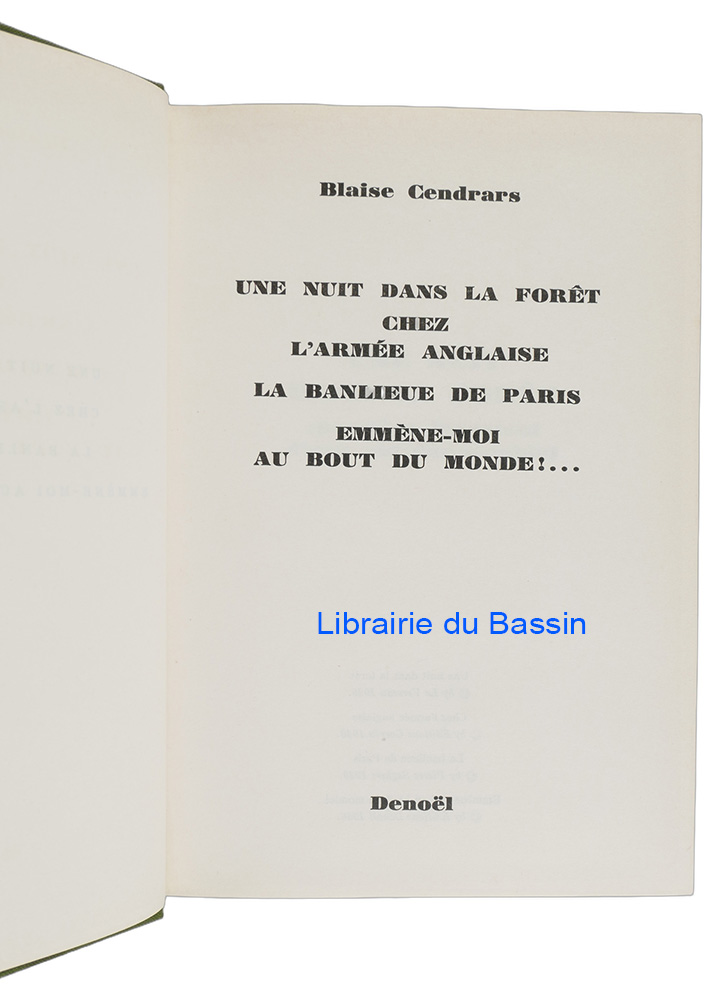 Blaise Cendrars
UNE NUIT DANS LA FORÊT
CHEZ
L'ARMÉE ANGLAISE
LA BANLIEUE DE PARIS
EMMÈNE-MOI
AU BOUT DU MONDE!...
Librairie du Bassin
Denoël